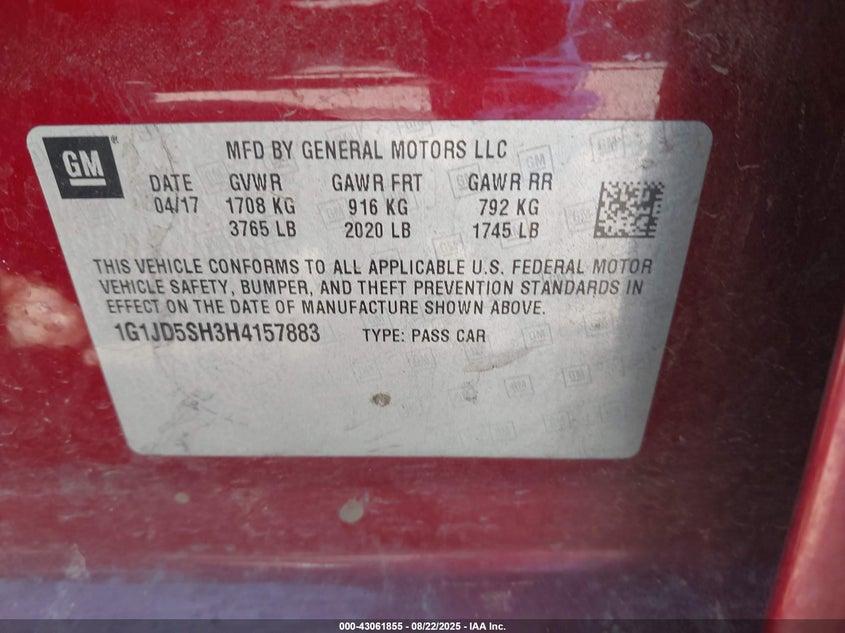 GM
MFD BY GENERAL MOTORS LLC
DATE GVWR GAWR FRT GAWR RR
04/17 1708 KG 916 KG 792 KG
3765 LB 2020 LB 1745 LB
THIS VEHICLE CONFORMS TO ALL APPLICABLE U.S. FEDERAL MOTOR
VEHICLE SAFETY, BUMPER, AND THEFT PREVENTION STANDARDS IN
EFFECT ON THE DATE OF MANUFACTURE SHOWN ABOVE.
1G1JD5SH3H4157883 TYPE: PASS CAR
000-43061855 - 08/22/2025 - IAA Inc.